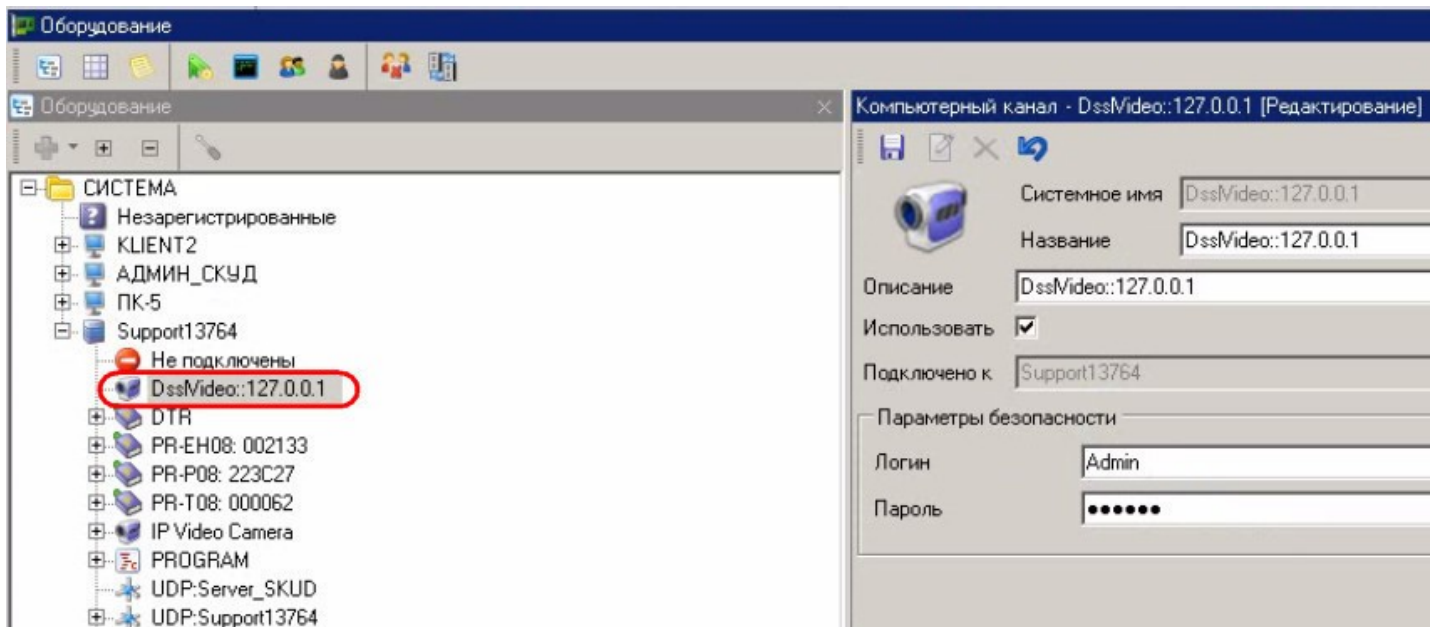 Оборудование
Оборудование
СИСТЕМА
Незарегистрированные
KLIENT2
АДМИН_СКУД
ПК-5
Support13764
Не подключены
DssVideo::127.0.0.1
DTR
PR-EH08: 002133
PR-P08: 223C27
PR-T08: 000062
IP Video Camera
PROGRAM
UDP:Server_SKUD
UDP:Support13764
Компьютерный канал - DssVideo::127.0.0.1 [Редактирование]
Системное имя DssVideo::127.0.0.1
Название DssVideo::127.0.0.1
Описание DssVideo::127.0.0.1
Использовать
Подключено к Support13764
Параметры безопасности
Логин Admin
Пароль ●●●●●●